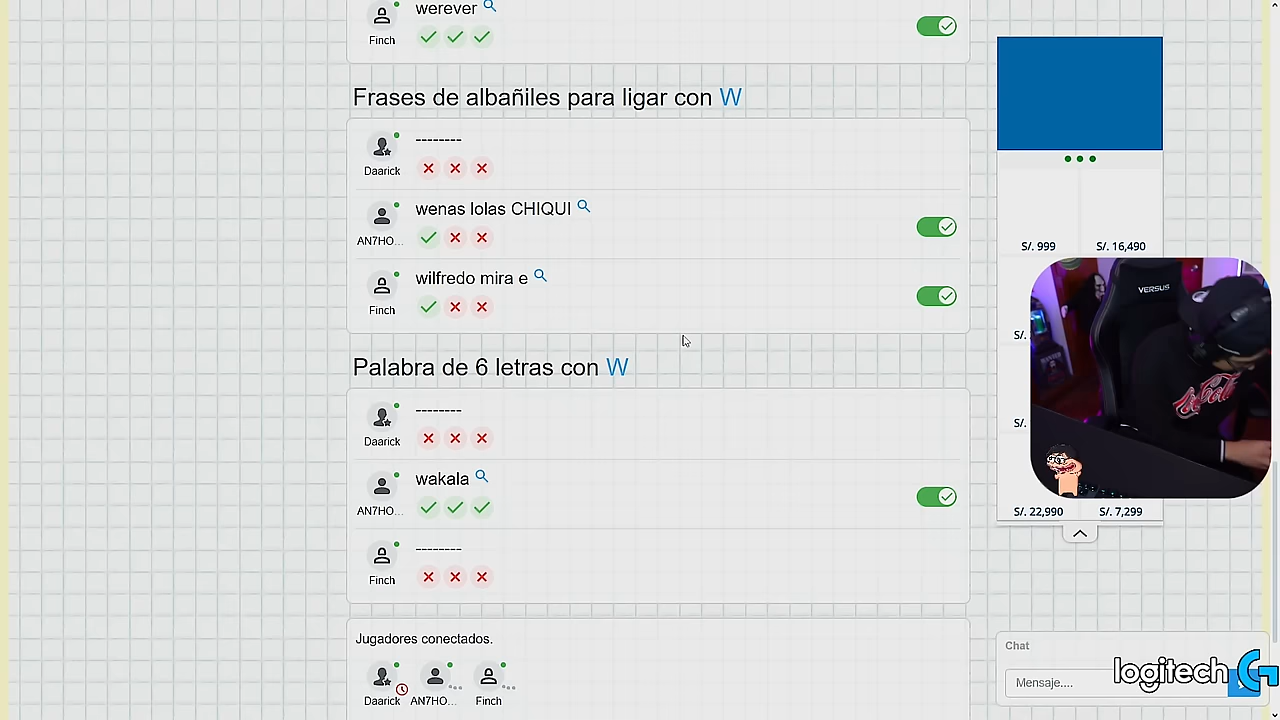 werever
Finch
Frases de albañiles para ligar con W
--------
Daarick
wenas lolas CHIQUI
AN7HO...
wilfredo mira e
Finch
Palabra de 6 letras con W
--------
Daarick
wakala
AN7HO...
--------
Finch
Jugadores conectados.
Daarick AN7HO... Finch
S/. 999 S/. 16,490
S/.
S/.
S/. 22,990 S/. 7,299
VERSUS
Chat
Mensaje....
logitech G